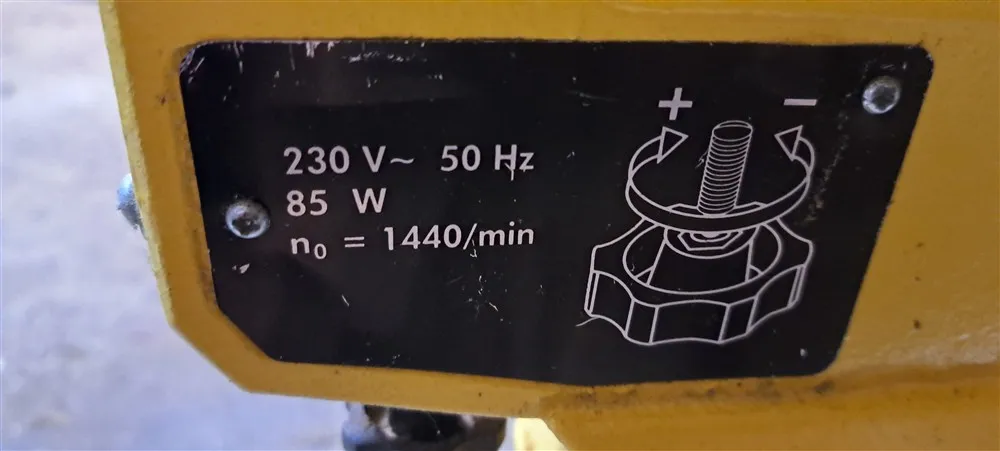 230 V~ 50 Hz
85 W
n₀ = 1440/min
+ −